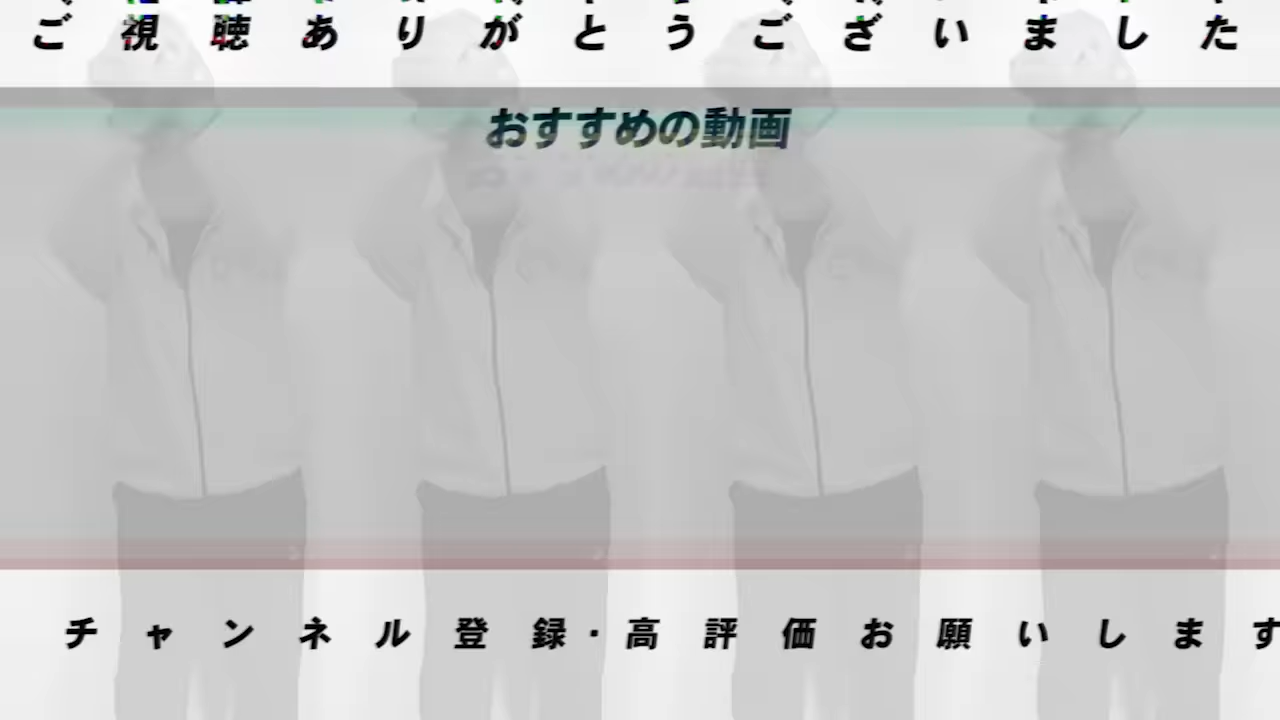 ご視聴ありがとうございました
おすすめの動画
チャンネル登録・高評価お願いします